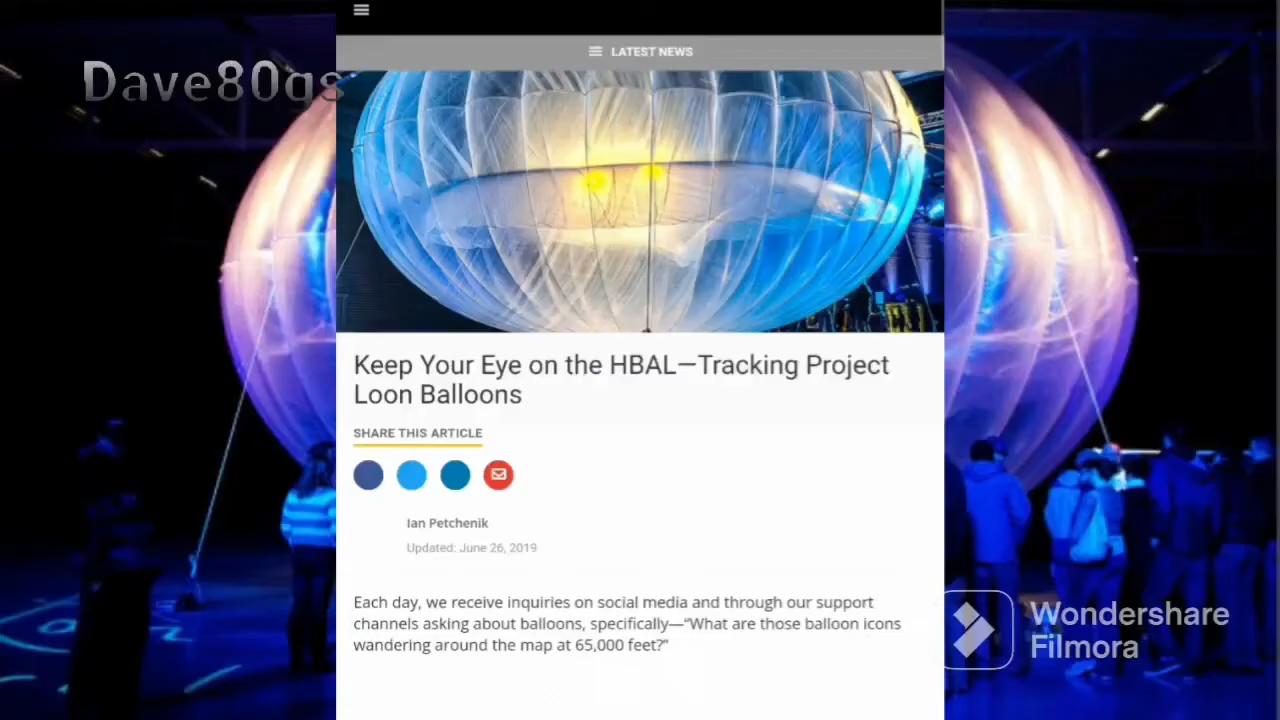 Dave80gs
LATEST NEWS
Keep Your Eye on the HBAL—Tracking Project
Loon Balloons
SHARE THIS ARTICLE
Ian Petchenik
Updated: June 26, 2019
Each day, we receive inquiries on social media and through our support
channels asking about balloons, specifically—“What are those balloon icons
wandering around the map at 65,000 feet?”
Wondershare
Filmora